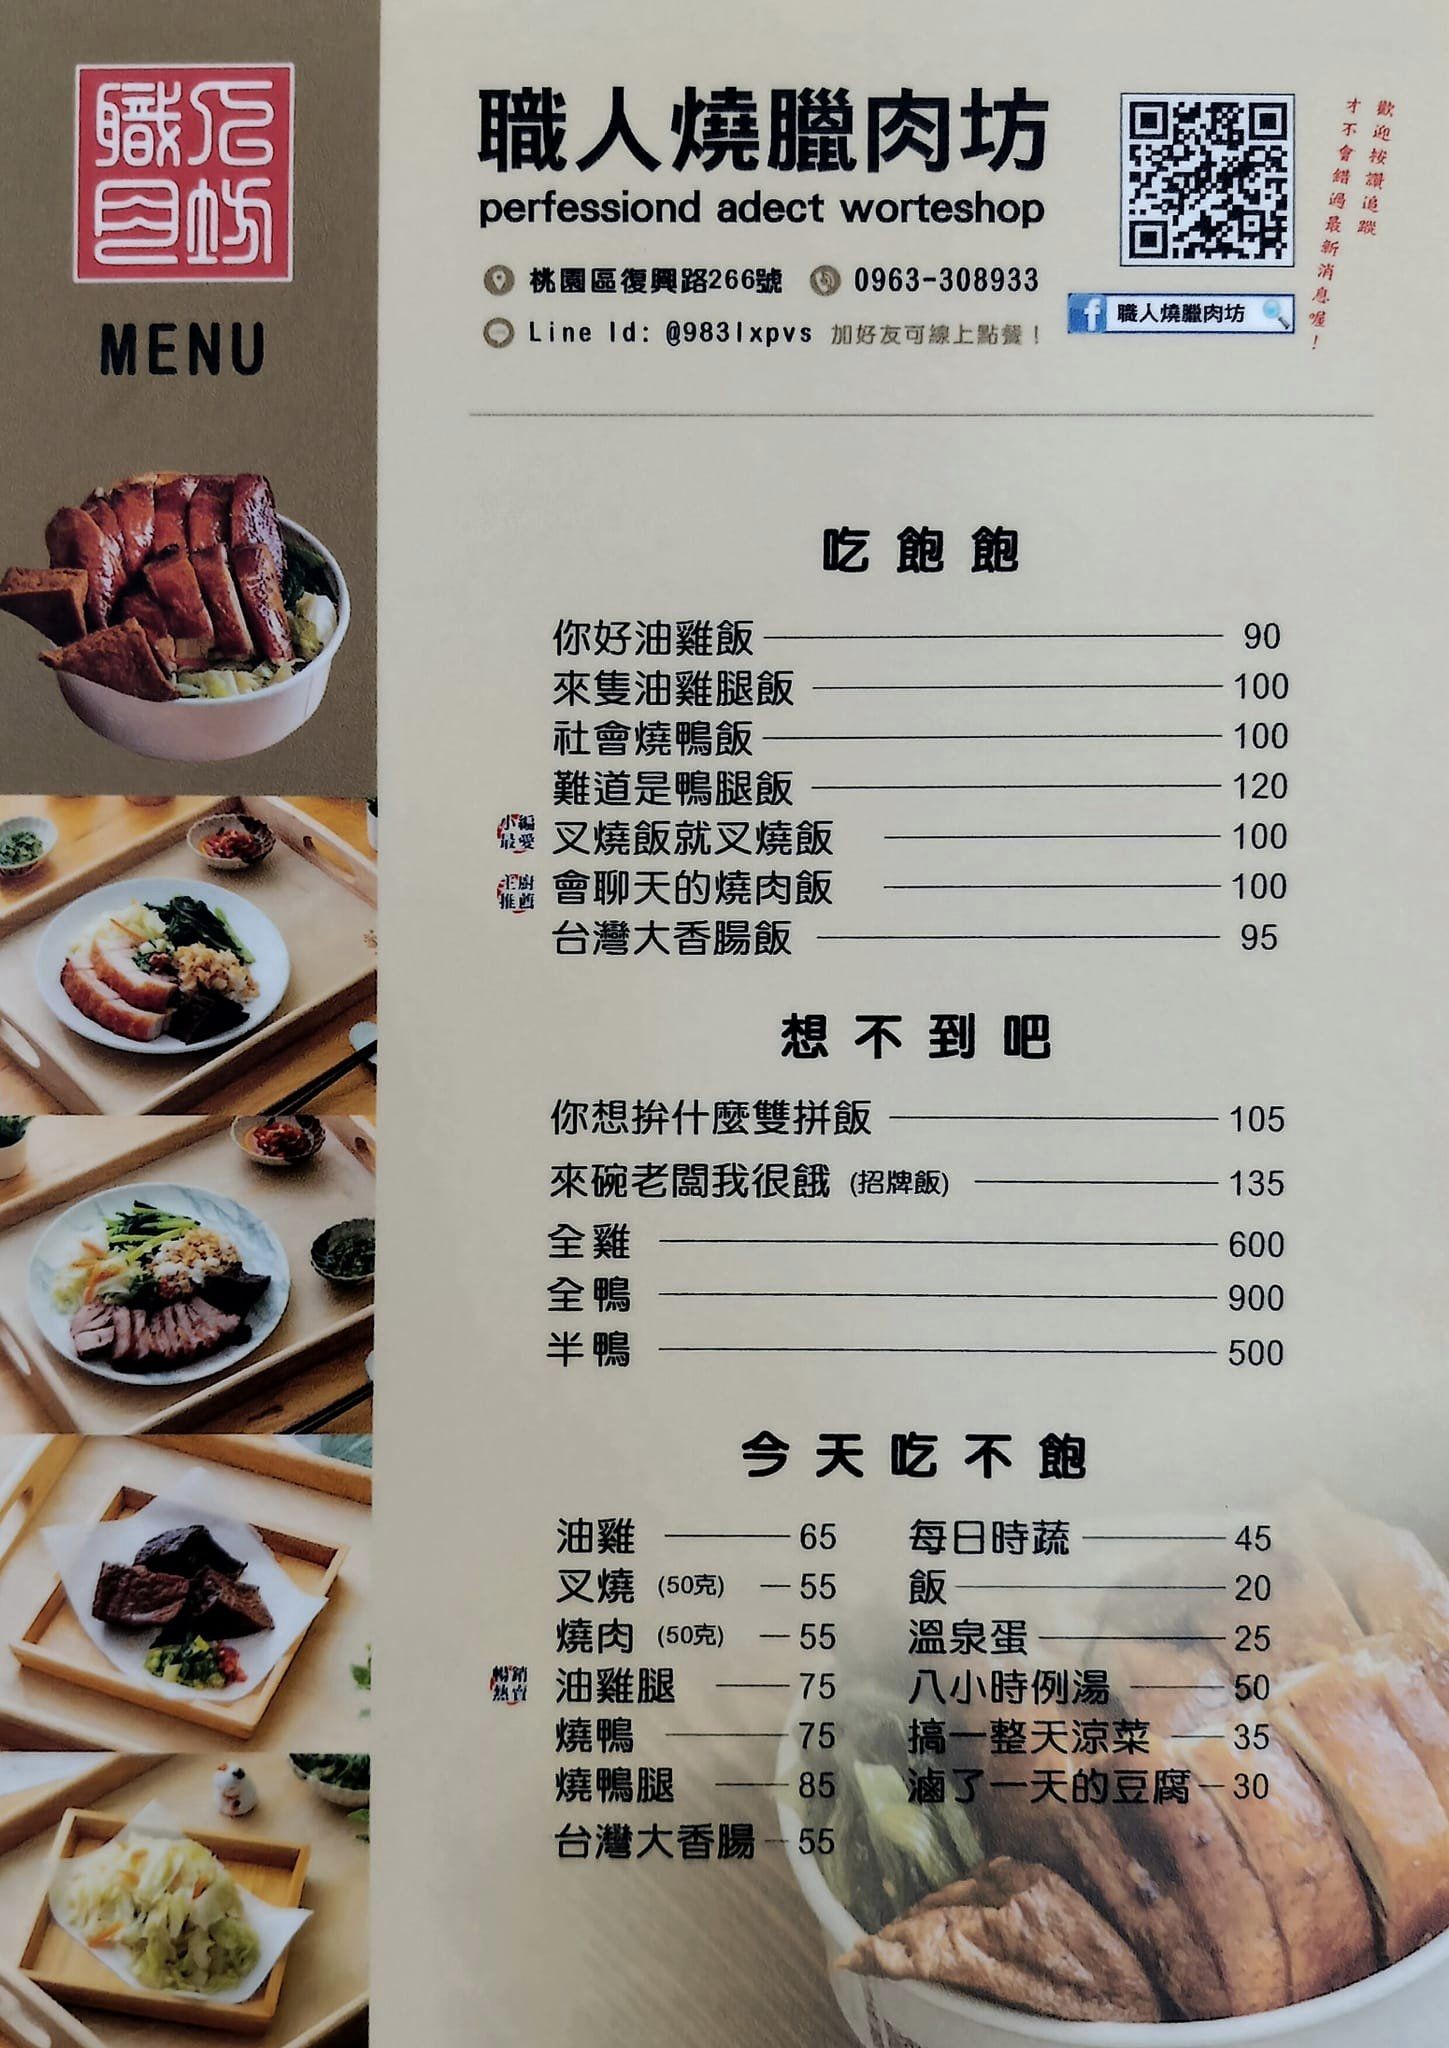 職人
肉坊
MENU
職人燒臘肉坊
perfessiond adect worteshop
桃園區復興路266號 0963-308933
Line Id: @983lxpvs 加好友可線上點餐！
歡迎按讚追蹤
才不會錯過最新消息喔！
職人燒臘肉坊
吃飽飽
你好油雞飯 90
來隻油雞腿飯 100
社會燒鴨飯 100
難道是鴨腿飯 120
小編最愛 叉燒飯就叉燒飯 100
主廚推薦 會聊天的燒肉飯 100
台灣大香腸飯 95
想不到吧
你想拚什麼雙拼飯 105
來碗老闆我很餓 (招牌飯) 135
全雞 600
全鴨 900
半鴨 500
今天吃不飽
油雞 65
叉燒 (50克) 55
燒肉 (50克) 55
暢銷熱賣 油雞腿 75
燒鴨 75
燒鴨腿 85
台灣大香腸 55
每日時蔬 45
飯 20
溫泉蛋 25
八小時例湯 50
搞一整天涼菜 35
滷了一天的豆腐 30